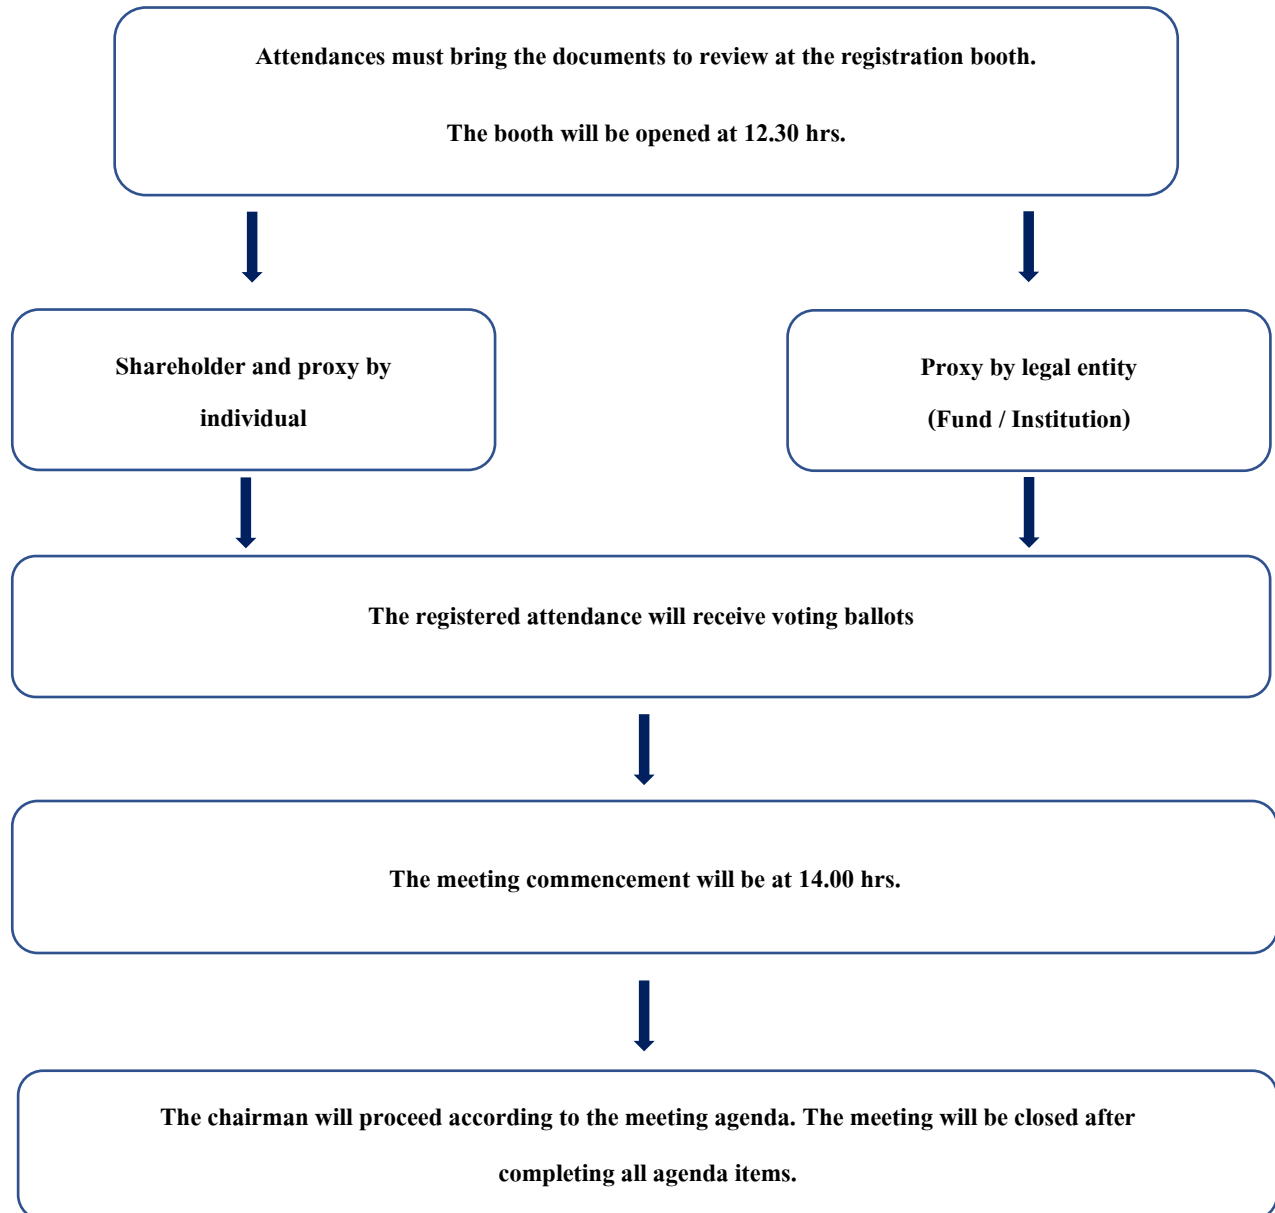 Attendances must bring the documents to review at the registration booth.
The booth will be opened at 12.30 hrs.
Shareholder and proxy by
individual
Proxy by legal entity
(Fund / Institution)
The registered attendance will receive voting ballots
The meeting commencement will be at 14.00 hrs.
The chairman will proceed according to the meeting agenda. The meeting will be closed after
completing all agenda items.